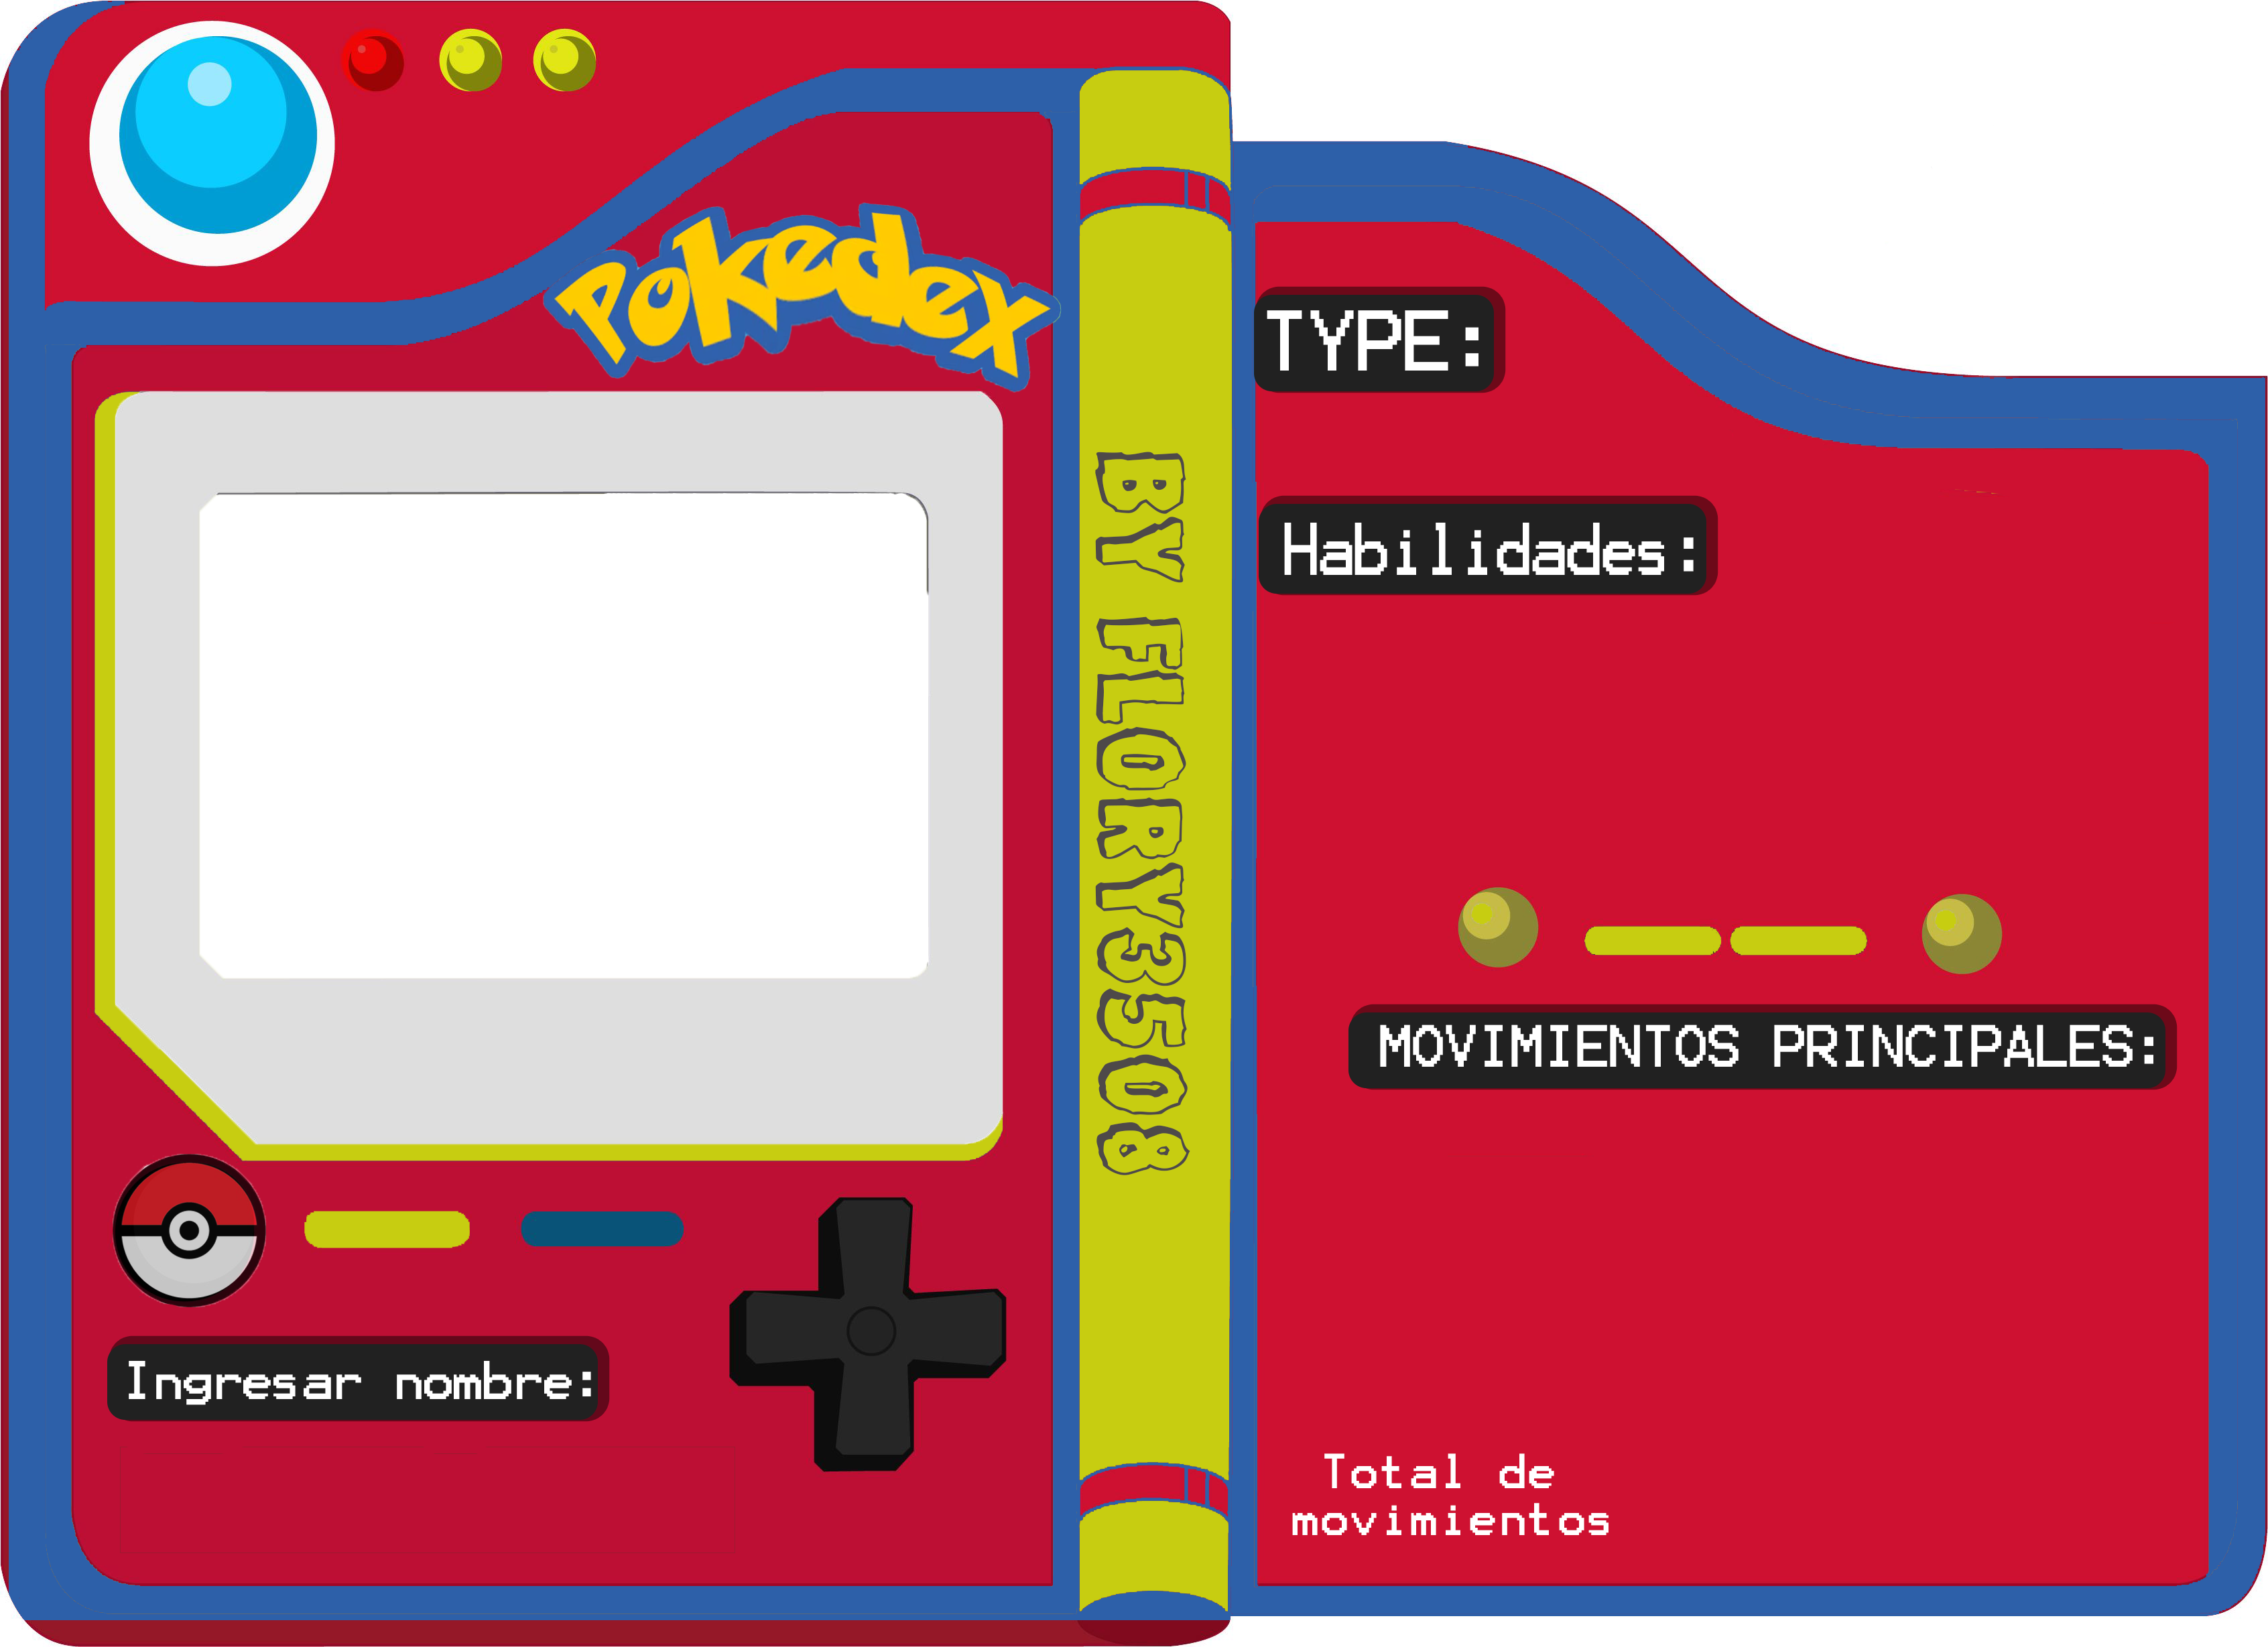 Pokedex
BY FLORY3508
TYPE:
Habilidades:
MOVIMIENTOS PRINCIPALES:
Ingresar nombre:
Total de
movimientos